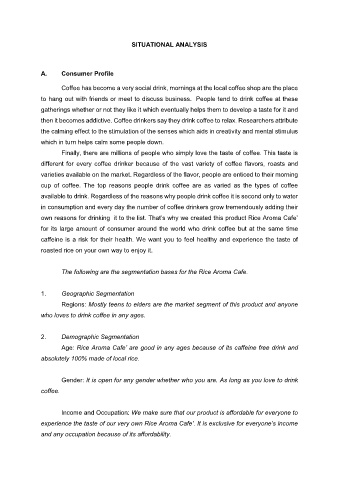 SITUATIONAL ANALYSIS
A. Consumer Profile
Coffee has become a very social drink, mornings at the local coffee shop are the place
to hang out with friends or meet to discuss business. People tend to drink coffee at these
gatherings whether or not they like it which eventually helps them to develop a taste for it and
then it becomes addictive. Coffee drinkers say they drink coffee to relax. Researchers attribute
the calming effect to the stimulation of the senses which aids in creativity and mental stimulus
which in turn helps calm some people down.
Finally, there are millions of people who simply love the taste of coffee. This taste is
different for every coffee drinker because of the vast variety of coffee flavors, roasts and
varieties available on the market. Regardless of the flavor, people are enticed to their morning
cup of coffee. The top reasons people drink coffee are as varied as the types of coffee
available to drink. Regardless of the reasons why people drink coffee it is second only to water
in consumption and every day the number of coffee drinkers grow tremendously adding their
own reasons for drinking it to the list. That's why we created this product Rice Aroma Cafe'
for its large amount of consumer around the world who drink coffee but at the same time
caffeine is a risk for their health. We want you to feel healthy and experience the taste of
roasted rice on your own way to enjoy it.
The following are the segmentation bases for the Rice Aroma Cafe.
1. Geographic Segmentation
Regions: Mostly teens to elders are the market segment of this product and anyone
who loves to drink coffee in any ages.
2. Demographic Segmentation
Age: Rice Aroma Cafe' are good in any ages because of its caffeine free drink and
absolutely 100% made of local rice.
Gender: It is open for any gender whether who you are, As long as you love to drink
coffee.
Income and Occupation: We make sure that our product is affordable for everyone to
experience the taste of our very own Rice Aroma Cafe'. It is exclusive for everyone's income
and any occupation because of its affordability.